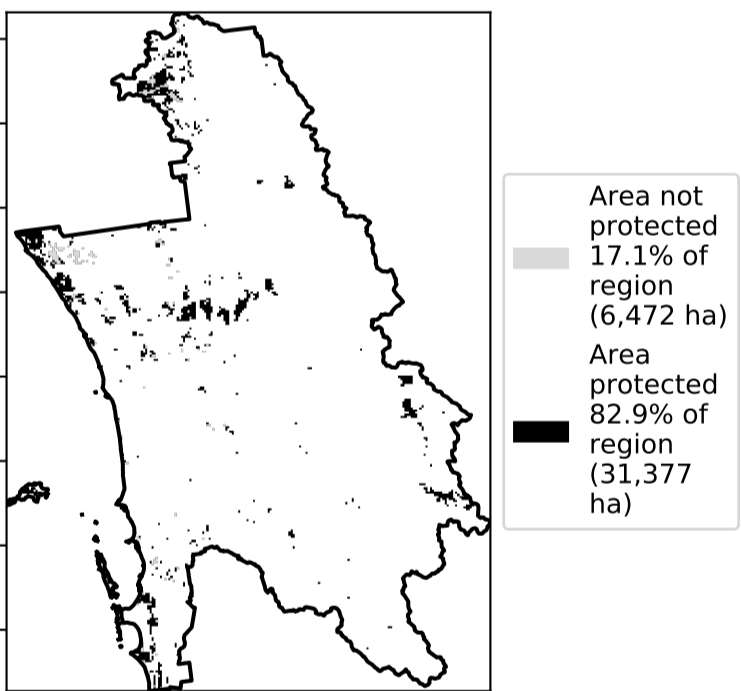 Area not
protected
17.1% of
region
(6,472 ha)
Area
protected
82.9% of
region
(31,377
ha)